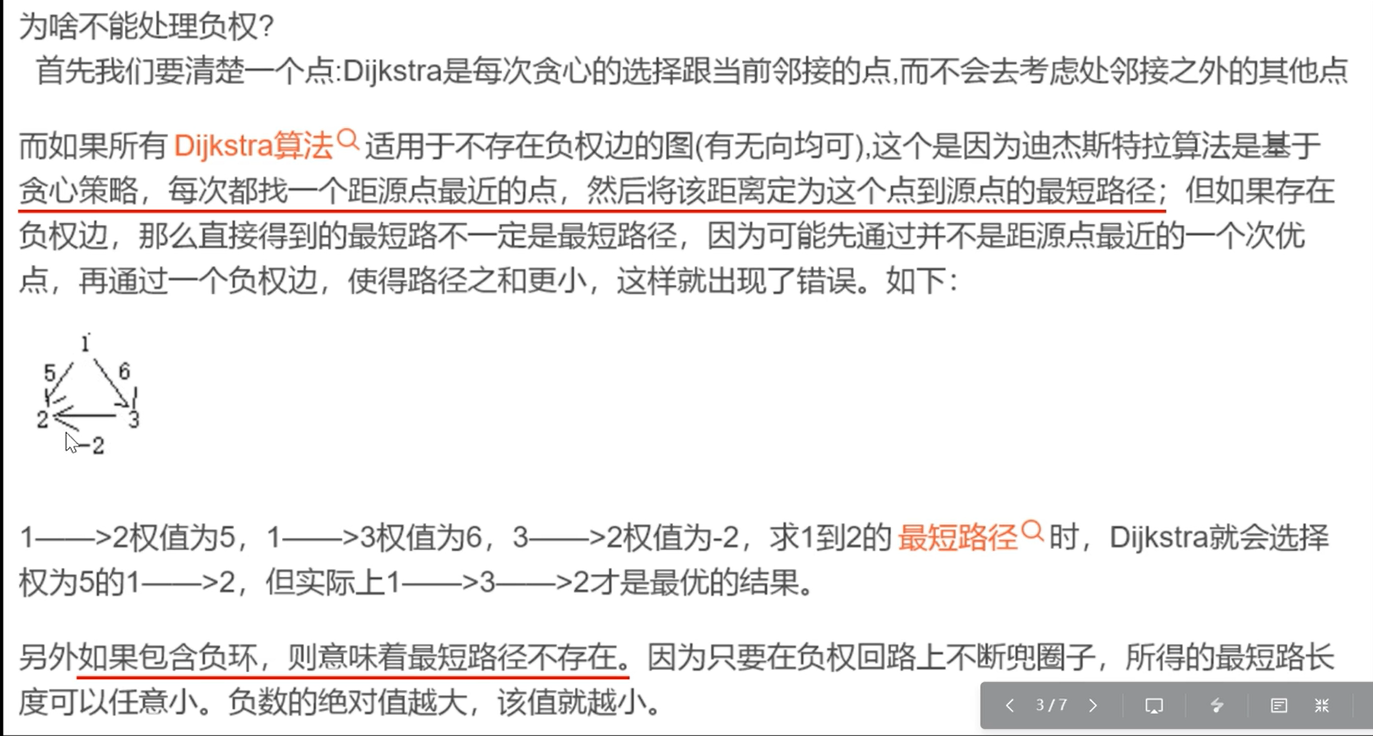 为啥不能处理负权?
首先我们要清楚一个点:Dijkstra是每次贪心的选择跟当前邻接的点,而不会去考虑处邻接之外的其他点
而如果所有 Dijkstra算法 适用于不存在负权边的图(有无向均可),这个是因为迪杰斯特拉算法是基于
贪心策略，每次都找一个距源点最近的点，然后将该距离定为这个点到源点的最短路径；但如果存在
负权边，那么直接得到的最短路不一定是最短路径，因为可能先通过并不是距源点最近的一个次优
点，再通过一个负权边，使得路径之和更小，这样就出现了错误。如下：
1
5 6
2 3
-2
1——>2权值为5，1——>3权值为6，3——>2权值为-2，求1到2的 最短路径 时，Dijkstra就会选择
权为5的1——>2，但实际上1——>3——>2才是最优的结果。
另外如果包含负环，则意味着最短路径不存在。因为只要在负权回路上不断兜圈子，所得的最短路长
度可以任意小。负数的绝对值越大，该值就越小。
3/7